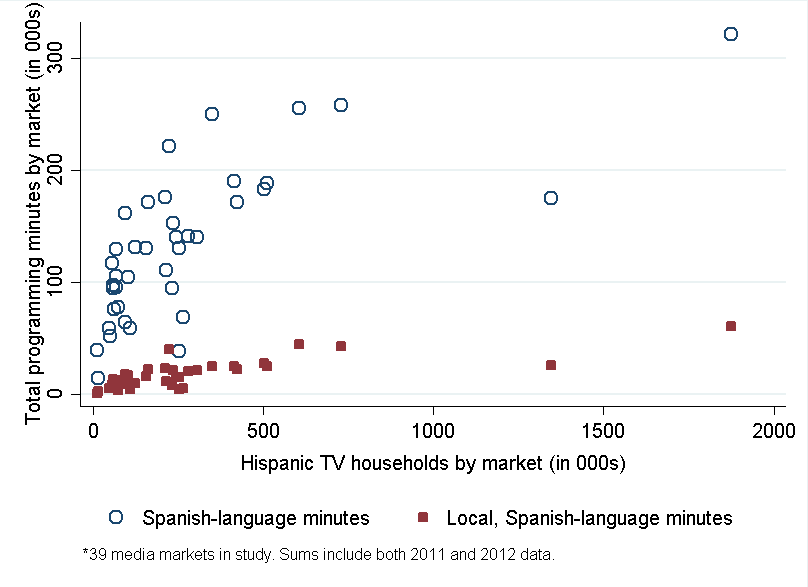 Total programming minutes by market (in 000s)
300
200
100
0
0 500 1000 1500 2000
Hispanic TV households by market (in 000s)
Spanish-language minutes Local, Spanish-language minutes
*39 media markets in study. Sums include both 2011 and 2012 data.